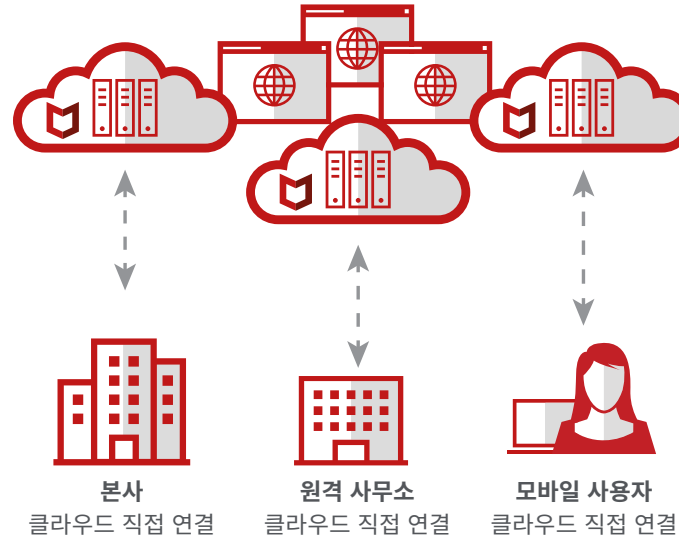 본사
클라우드 직접 연결
원격 사무소
클라우드 직접 연결
모바일 사용자
클라우드 직접 연결